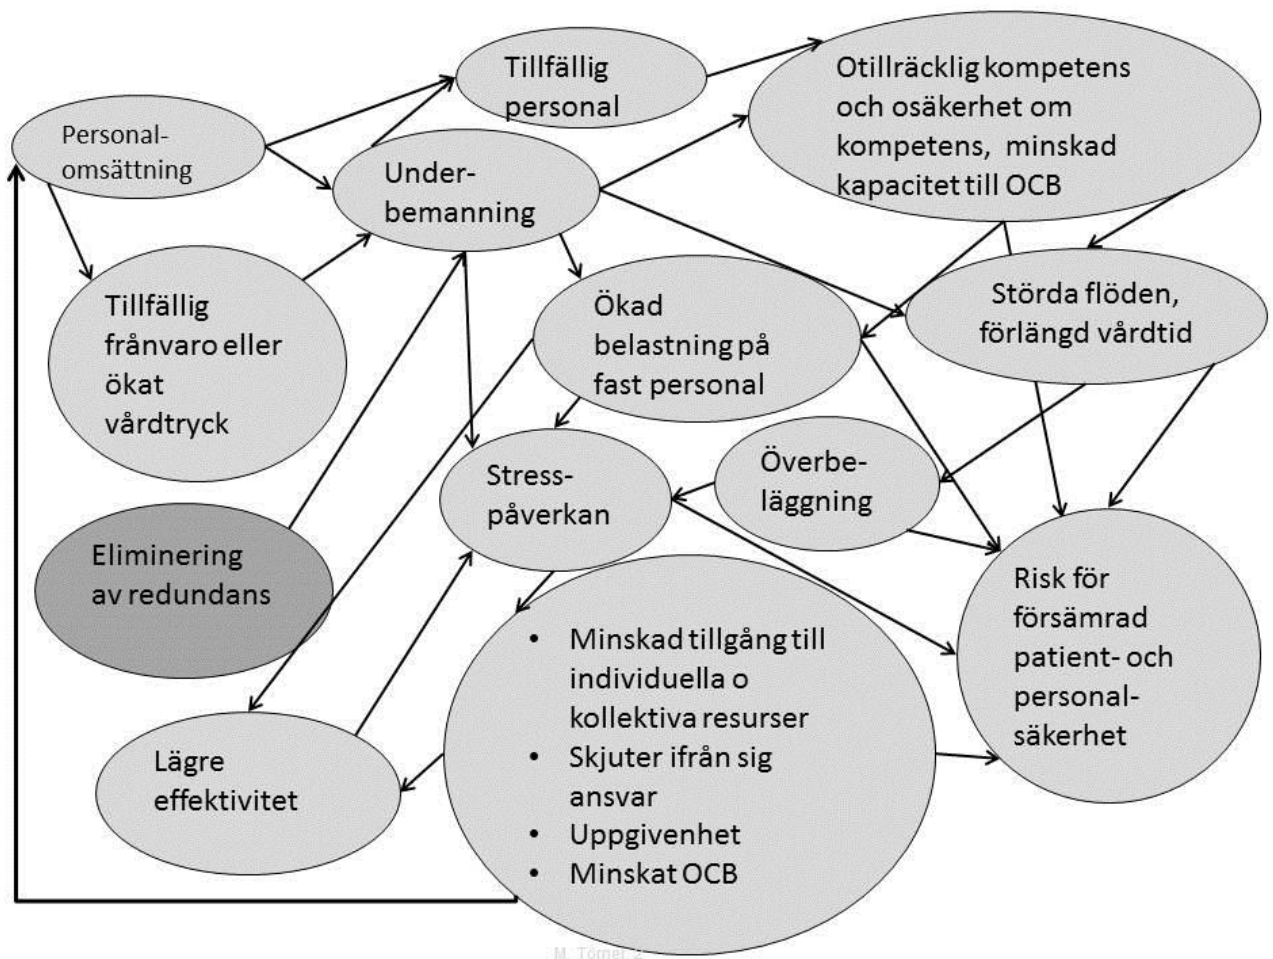 Tillfällig
personal
Otillräcklig kompetens
och osäkerhet om
kompetens, minskad
kapacitet till OCB
Personal-
omsättning
Under-
bemanning
Tillfällig
frånvaro eller
ökat
vårdtryck
Ökad
belastning på
fast personal
Störda flöden,
förlängd vårdtid
Stress-
påverkan
Överbe-
läggning
Eliminering
av redundans
Risk för
försämrad
patient- och
personal-
säkerhet
• Minskad tillgång till
individuella o
kollektiva resurser
• Skjuter ifrån sig
ansvar
• Uppgivenhet
• Minskat OCB
Lägre
effektivitet
M. Törner, 2